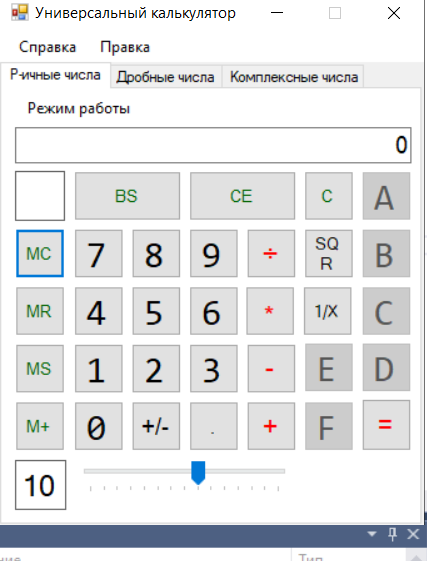 Универсальный калькулятор
Справка Правка
Р-ичные числа Дробные числа Комплексные числа
Режим работы
0
BS CE C A
MC 7 8 9 ÷ SQ R B
MR 4 5 6 * 1/X C
MS 1 2 3 - E D
M+ 0 +/- . + F =
10
Тип